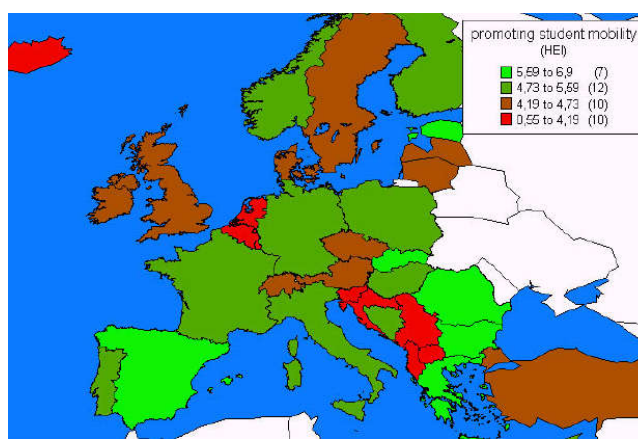 promoting student mobility
(HEI)
5,59 to 6,9 (7)
4,73 to 5,59 (12)
4,19 to 4,73 (10)
0,55 to 4,19 (10)